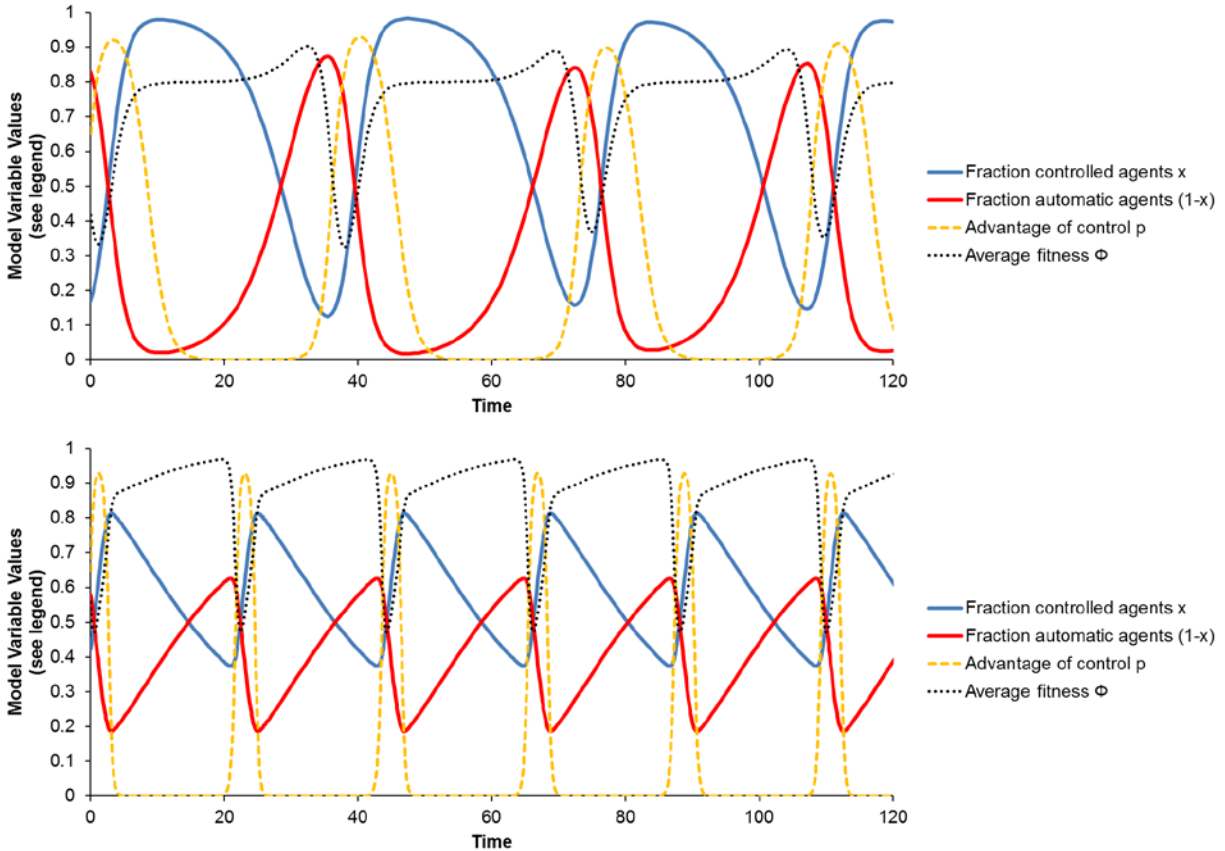 Model Variable Values
(see legend)
1
0.9
0.8
0.7
0.6
0.5
0.4
0.3
0.2
0.1
0
0 20 40 60 80 100 120
Time
Fraction controlled agents x
Fraction automatic agents (1-x)
Advantage of control p
Average fitness Φ
Model Variable Values
(see legend)
1
0.9
0.8
0.7
0.6
0.5
0.4
0.3
0.2
0.1
0
0 20 40 60 80 100 120
Time
Fraction controlled agents x
Fraction automatic agents (1-x)
Advantage of control p
Average fitness Φ